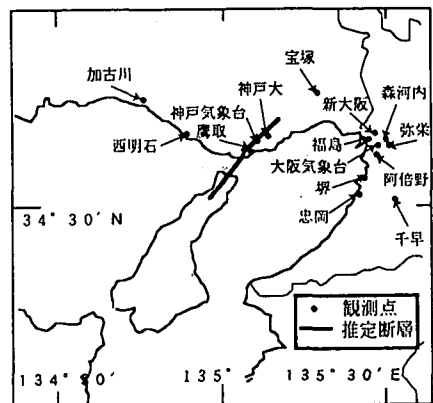 宝塚
加古川
神戸大
新大阪
森河内
神戸気象台
弥栄
鷹取
西明石
福島
大阪気象台
阿倍野
堺
34°30'N
忠岡
千早
観測点
推定断層
135°
135°30'E